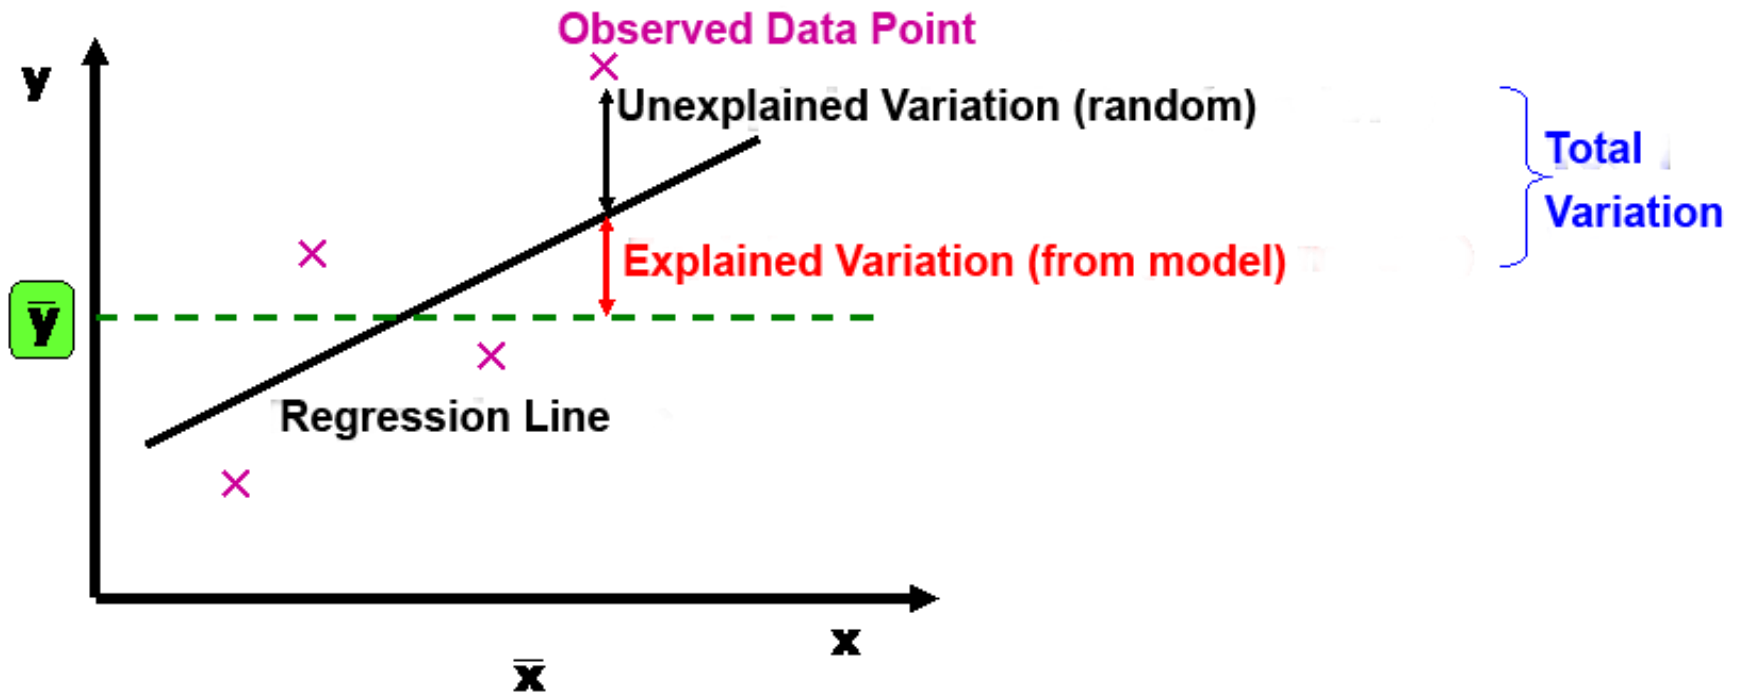 Observed Data Point
y
Unexplained Variation (random)
Total
Variation
Explained Variation (from model)
y̅
Regression Line
x
x̅